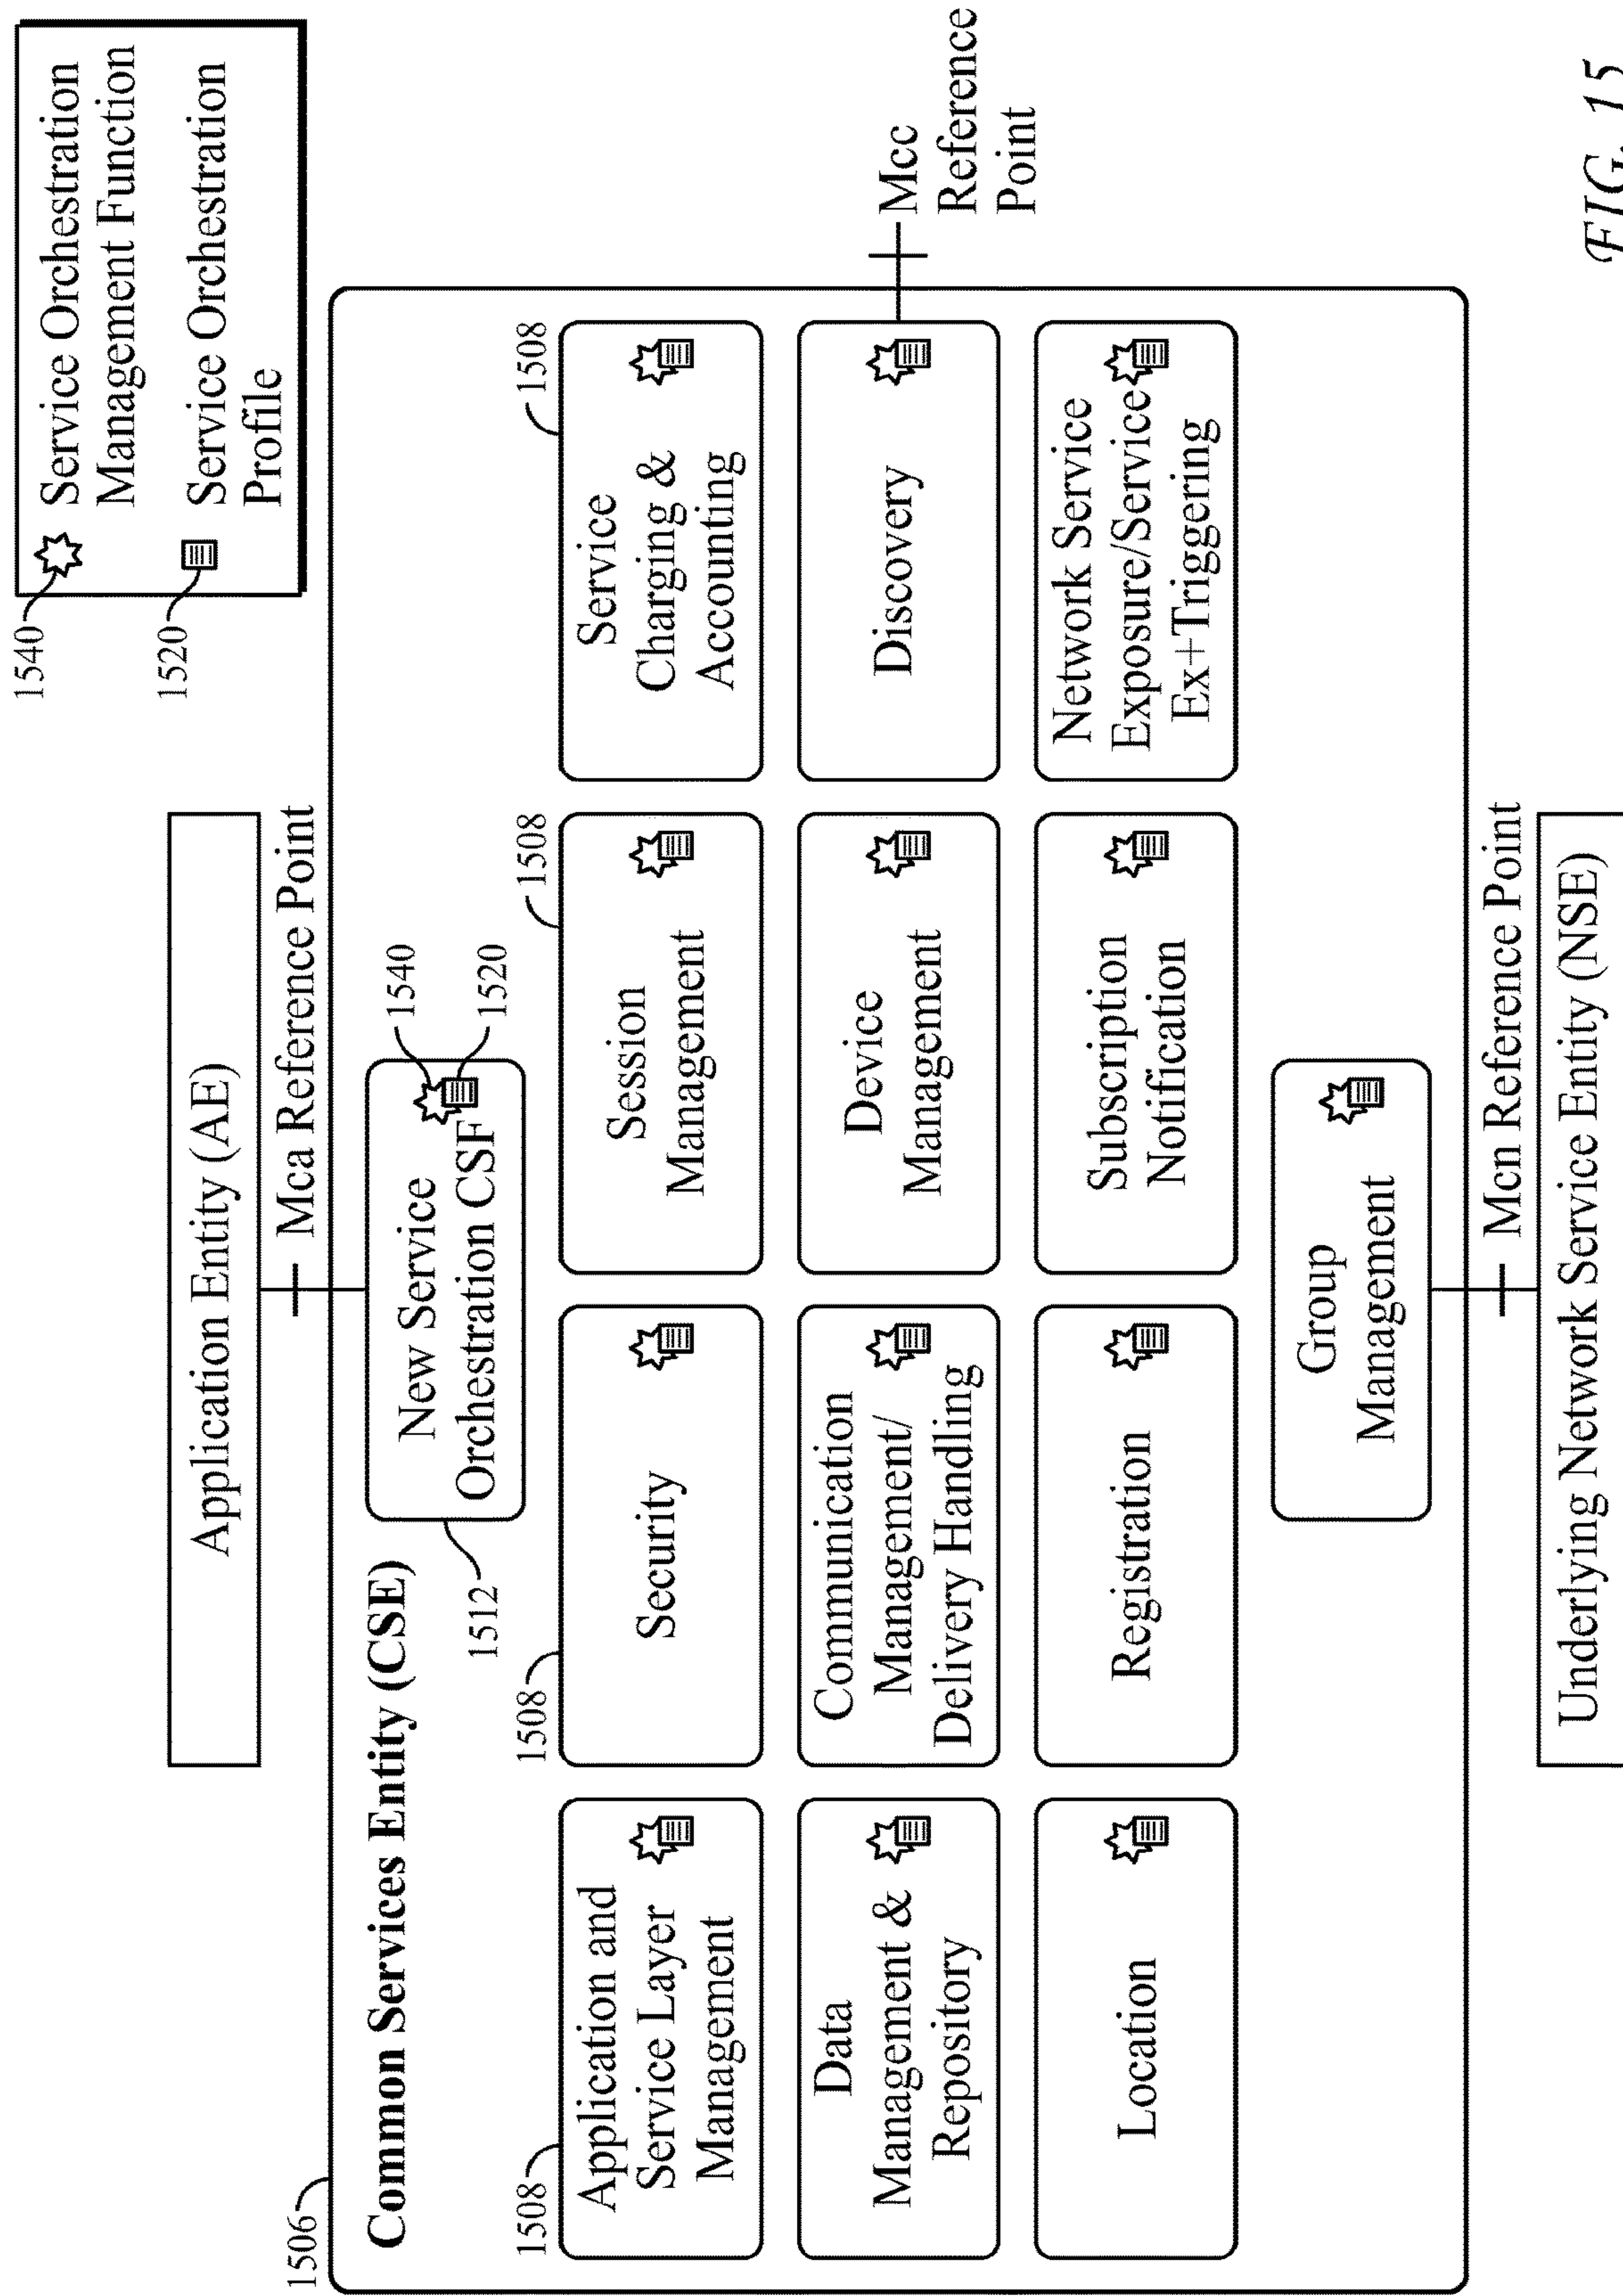 1540
Service Orchestration
Management Function
1520
Service Orchestration
Profile
Application Entity (AE)
Mca Reference Point
1506
Common Services Entity (CSE)
New Service
Orchestration CSF
1540
1520
1512
1508
Application and
Service Layer
Management
1508
Security
1508
Session
Management
1508
Service
Charging &
Accounting
Data
Management &
Repository
Communication
Management/
Delivery Handling
Device
Management
Discovery
Mcc
Reference
Point
Location
Registration
Subscription
Notification
Network Service
Exposure/Service
Ex+Triggering
Group
Management
Mcn Reference Point
Underlying Network Service Entity (NSE)
FIG. 15